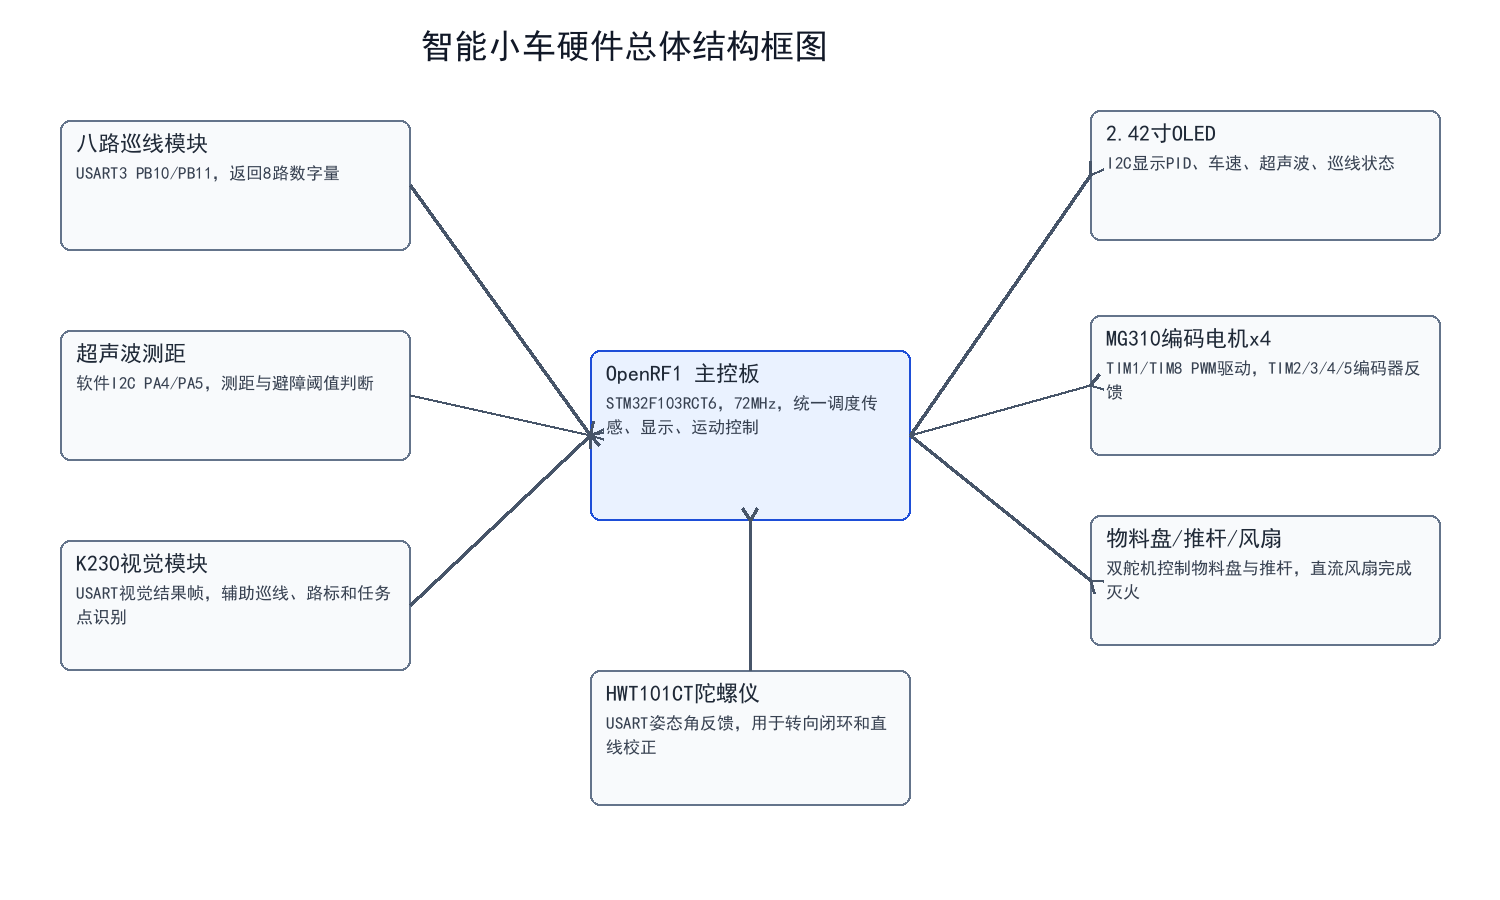 智能小车硬件总体结构框图
八路巡线模块
USART3 PB10/PB11，返回8路数字量
超声波测距
软件I2C PA4/PA5，测距与避障阈值判断
K230视觉模块
USART视觉结果帧，辅助巡线、路标和任务
点识别
OpenRF1 主控板
STM32F103RCT6，72MHz，统一调度传
感、显示、运动控制
HWT101CT陀螺仪
USART姿态角反馈，用于转向闭环和直
线校正
2.42寸OLED
I2C显示PID、车速、超声波、巡线状态
MG310编码电机x4
TIM1/TIM8 PWM驱动，TIM2/3/4/5编码器反
馈
物料盘/推杆/风扇
双舵机控制物料盘与推杆，直流风扇完成
灭火